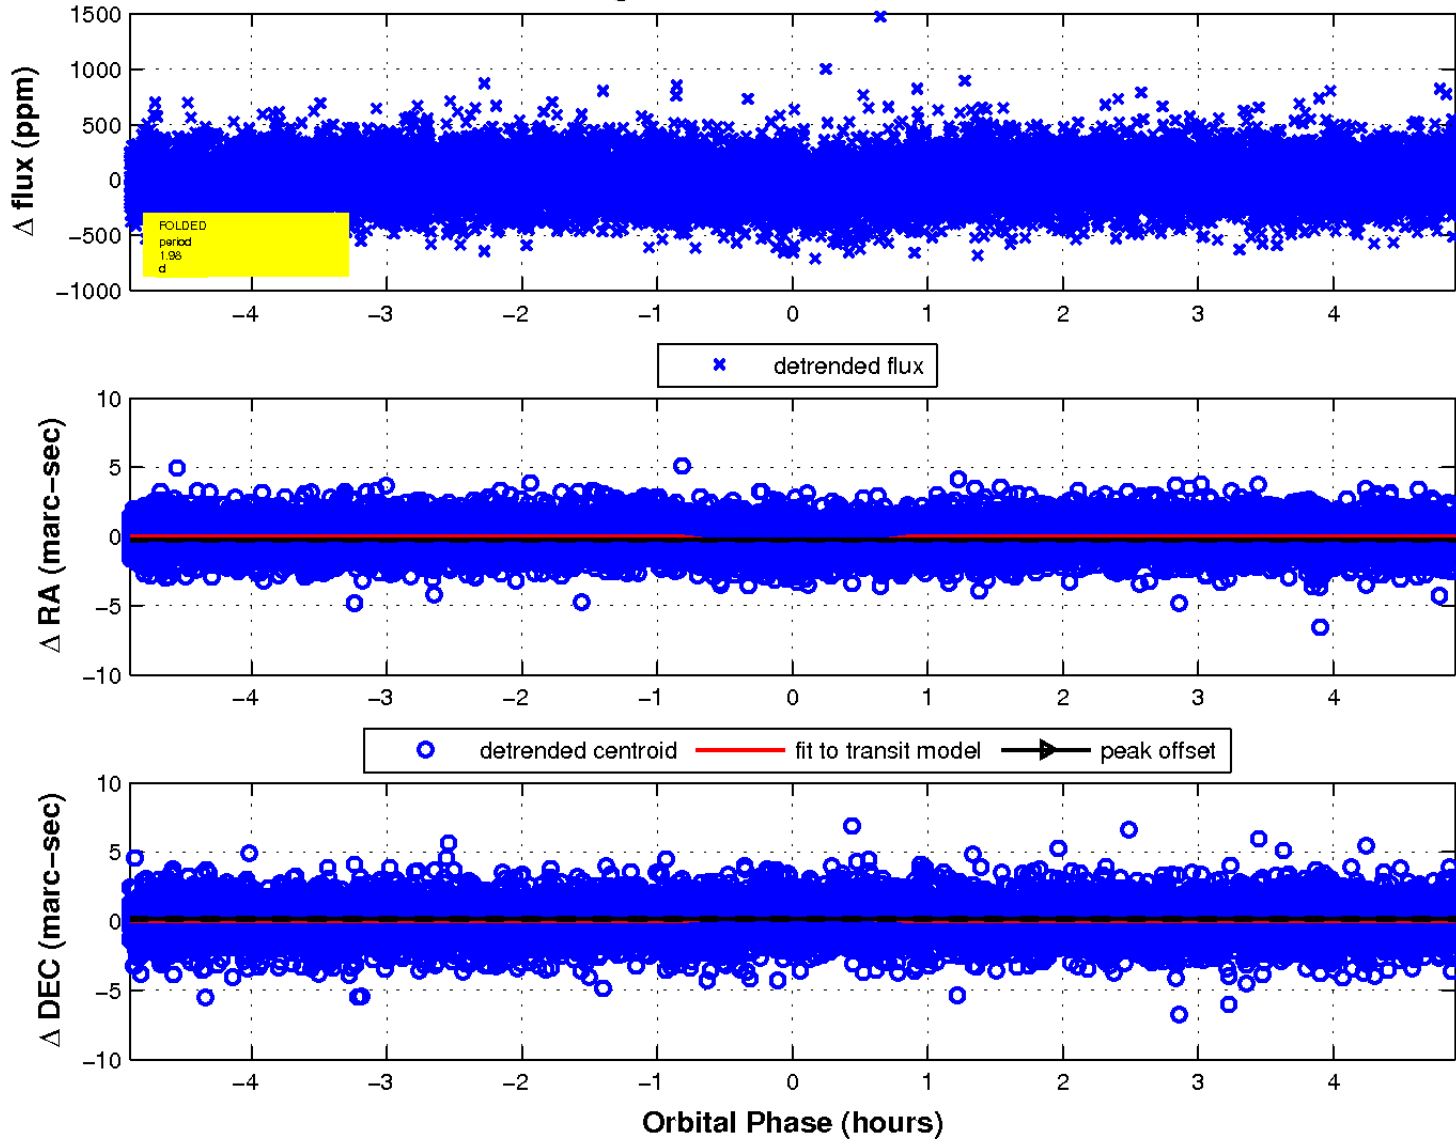 1500
1000
500
0
−500
−1000
Δ flux (ppm)
FOLDED
period
1.98
d
−4 −3 −2 −1 0 1 2 3 4
detrended flux
10
5
0
−5
−10
Δ RA (marc−sec)
−4 −3 −2 −1 0 1 2 3 4
detrended centroid fit to transit model peak offset
10
5
0
−5
−10
Δ DEC (marc−sec)
−4 −3 −2 −1 0 1 2 3 4
Orbital Phase (hours)